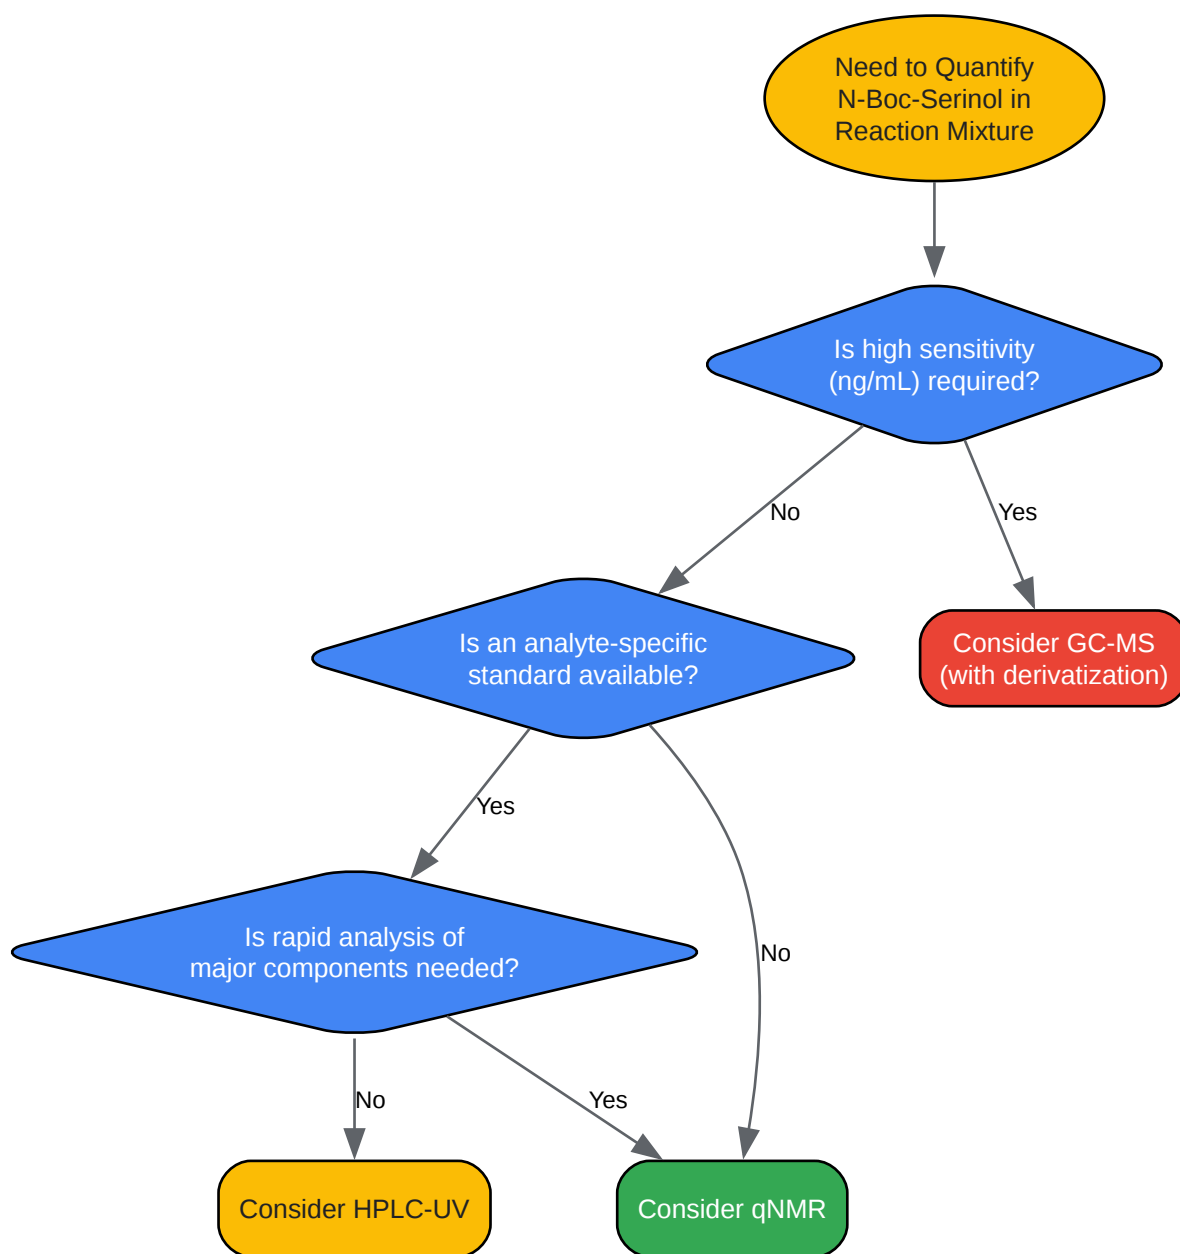 Need to Quantify
N-Boc-Serinol in
Reaction Mixture
Is high sensitivity
(ng/mL) required?
No
Yes
Is an analyte-specific
standard available?
Consider GC-MS
(with derivatization)
Yes
Is rapid analysis of
major components needed?
No
No
Yes
Consider HPLC-UV
Consider qNMR